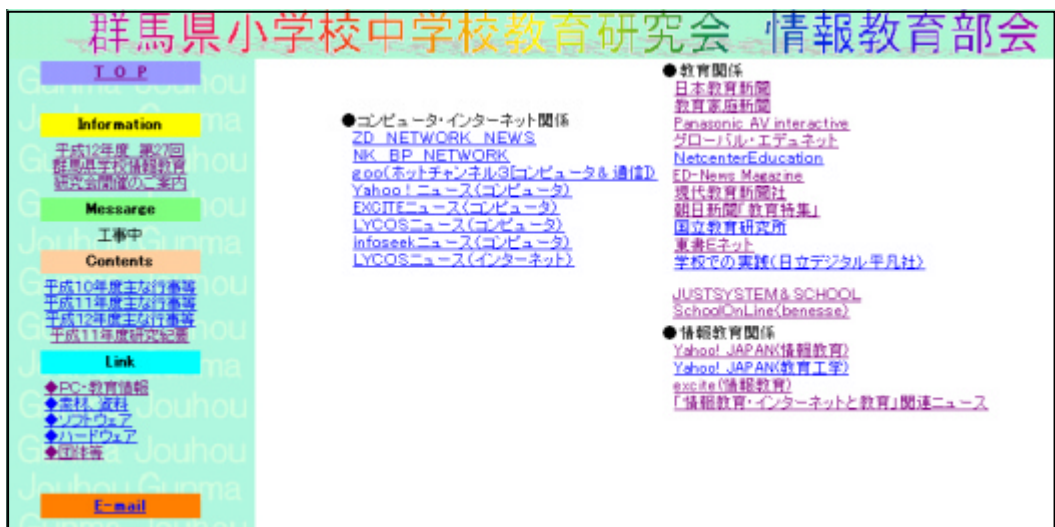 群馬県小学校中学校教育研究会 情報教育部会
TOP
Information
平成12年度 第27回
群馬県学校情報教育
研究会開催のご案内
Messarge
工事中
Contents
平成10年度主な行事等
平成11年度主な行事等
平成12年度主な行事等
平成11年度研究紀要
Link
◆PC・教育情報
◆素材、資料
◆ソフトウェア
◆ハードウェア
◆団体等
E-mail
●コンピュータ・インターネット関係
ZD NETWORK NEWS
NK BP NETWORK
goo(ホットチャンネル3[コンピュータ&通信])
Yahoo!ニュース(コンピュータ)
EXCITEニュース(コンピュータ)
LYCOSニュース(コンピュータ)
infoseekニュース(コンピュータ)
LYCOSニュース(インターネット)
●教育関係
日本教育新聞
教育家庭新聞
Panasonic AV interactive
グローバル・エデュネット
NetcenterEducation
ED-News Magazine
現代教育新聞社
朝日新聞「教育特集」
国立教育研究所
東書Eネット
学校での実践(日立デジタル平凡社)
JUSTSYSTEM&SCHOOL
SchoolOnLine(benesse)
●情報教育関係
Yahoo! JAPAN(情報教育)
Yahoo! JAPAN(教育工学)
excite(情報教育)
「情報教育・インターネットと教育」関連ニュース